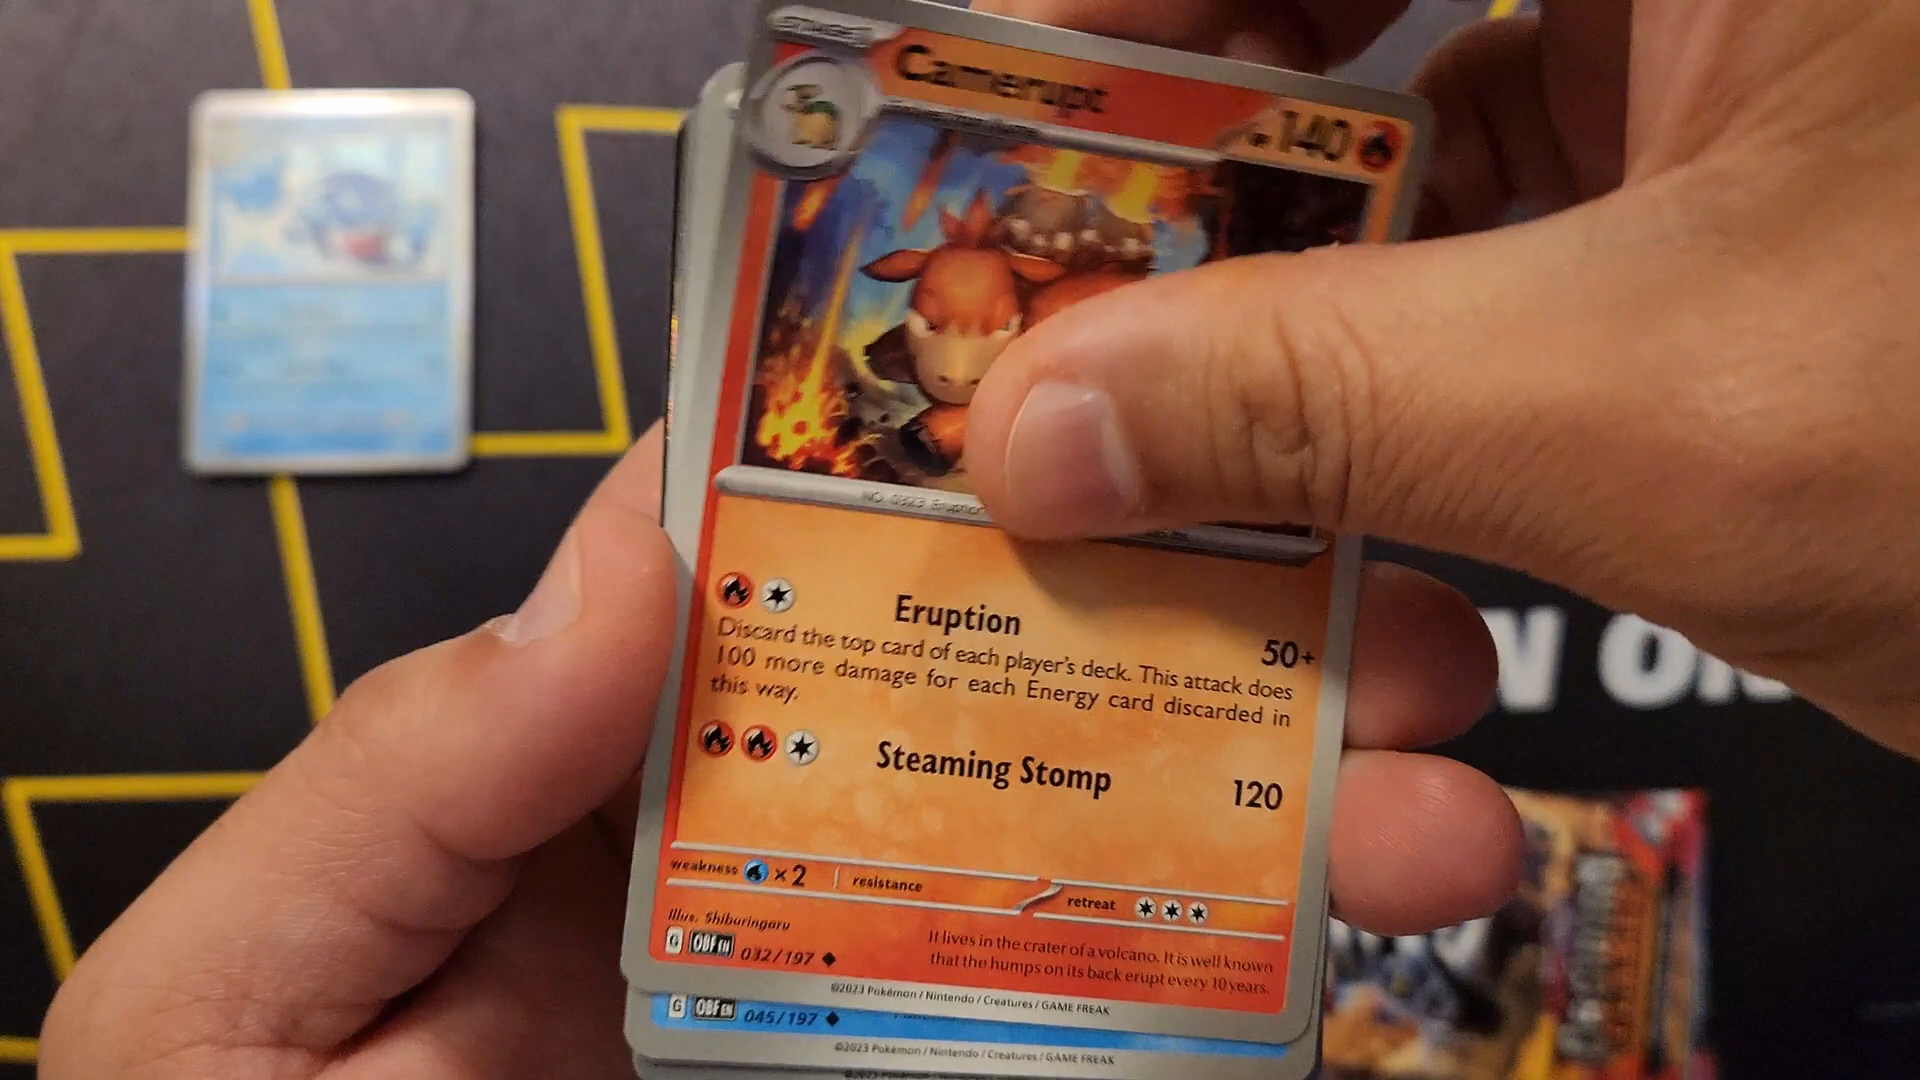 Camerupt
140
NO. 0323 Eruption
Eruption
50+
Discard the top card of each player's deck. This attack does
100 more damage for each Energy card discarded in
this way.
Steaming Stomp
120
weakness
×2
resistance
retreat
Illus. Shiburingaru
G OBF EN 032/197
It lives in the crater of a volcano. It is well known
that the humps on its back erupt every 10 years.
©2023 Pokémon / Nintendo / Creatures / GAME FREAK
G OBF EN 045/197
©2023 Pokémon / Nintendo / Creatures / GAME FREAK